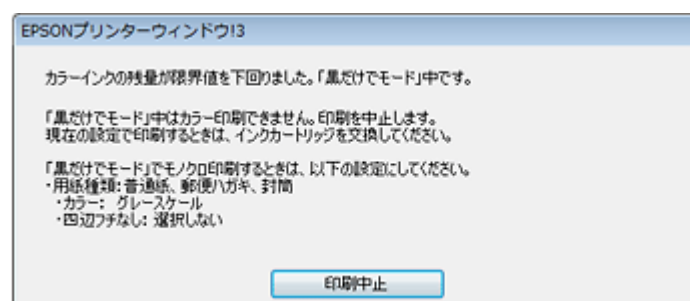 EPSONプリンターウィンドウ!3
カラーインクの残量が限界値を下回りました。「黒だけでモード」中です。
「黒だけでモード」中はカラー印刷できません。印刷を中止します。
現在の設定で印刷するときは、インクカートリッジを交換してください。
「黒だけでモード」でモノクロ印刷するときは、以下の設定にしてください。
・用紙種類:普通紙、郵便ハガキ、封筒
・カラー： グレースケール
・四辺フチなし: 選択しない
印刷中止